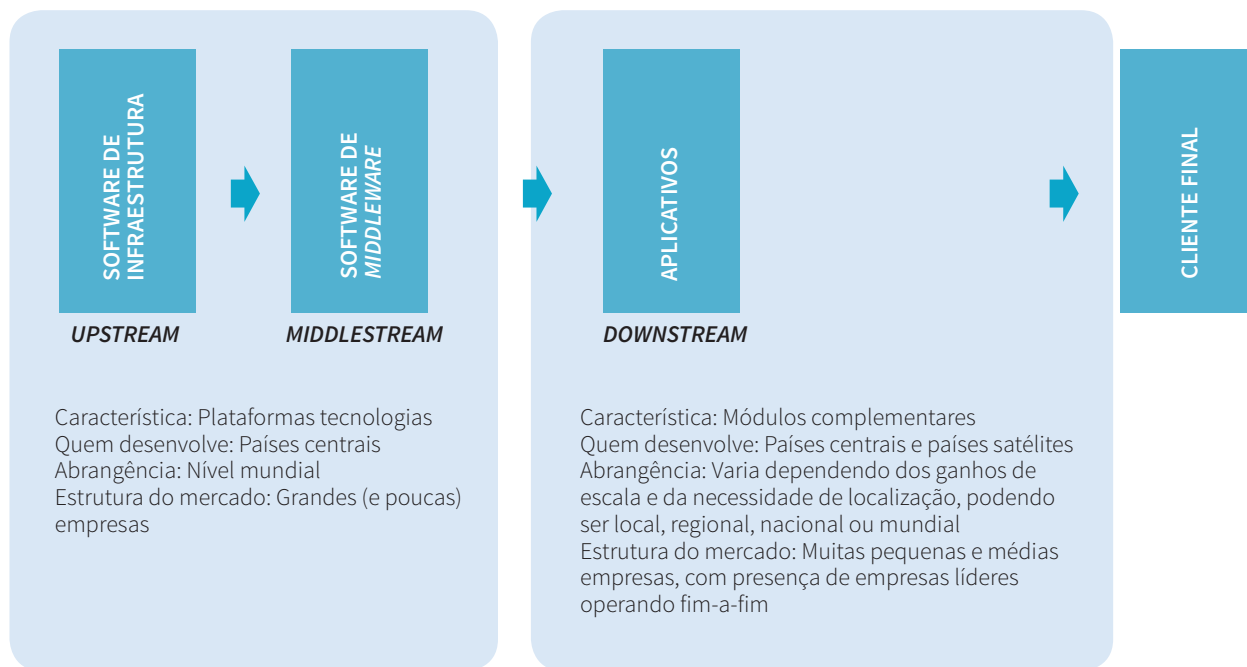 SOFTWARE DE
INFRAESTRUTURA
SOFTWARE DE
MIDDLEWARE
APLICATIVOS
CLIENTE FINAL
UPSTREAM
MIDDLESTREAM
DOWNSTREAM
Característica: Plataformas tecnologias
Quem desenvolve: Países centrais
Abrangência: Nível mundial
Estrutura do mercado: Grandes (e poucas)
empresas
Característica: Módulos complementares
Quem desenvolve: Países centrais e países satélites
Abrangência: Varia dependendo dos ganhos de
escala e da necessidade de localização, podendo
ser local, regional, nacional ou mundial
Estrutura do mercado: Muitas pequenas e médias
empresas, com presença de empresas líderes
operando fim-a-fim